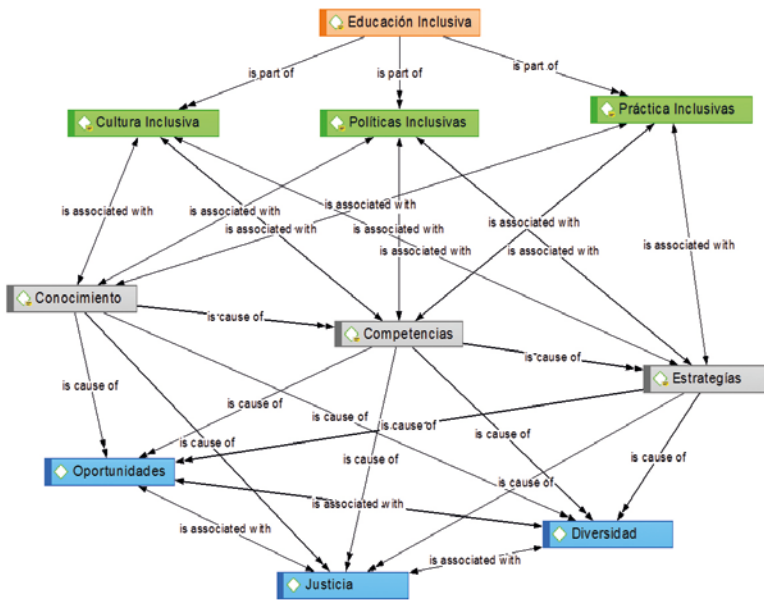 Educación Inclusiva
is part of
is part of
is part of
Cultura Inclusiva
Políticas Inclusivas
Práctica Inclusivas
is associated with
is associated with
is associated with
is associated with
is associated with
is associated with
is associated with
is associated with
is associated with
Conocimiento
is cause of
Competencias
is cause of
Estrategías
is cause of
is cause of
is cause of
is cause of
is cause of
is cause of
is cause of
is cause of
is cause of
Oportunidades
is associated with
is associated with
Diversidad
is associated with
Justicia